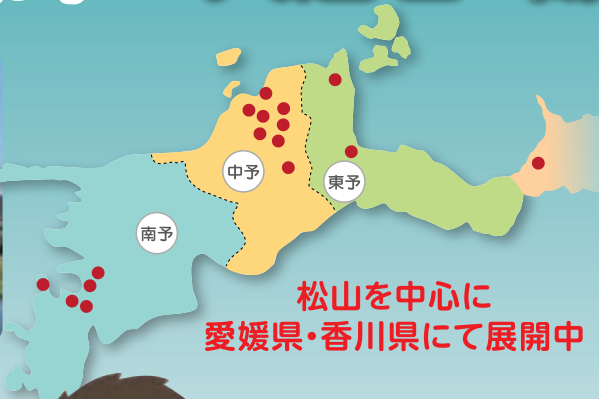 中予
東予
南予
松山を中心に
愛媛県・香川県にて展開中